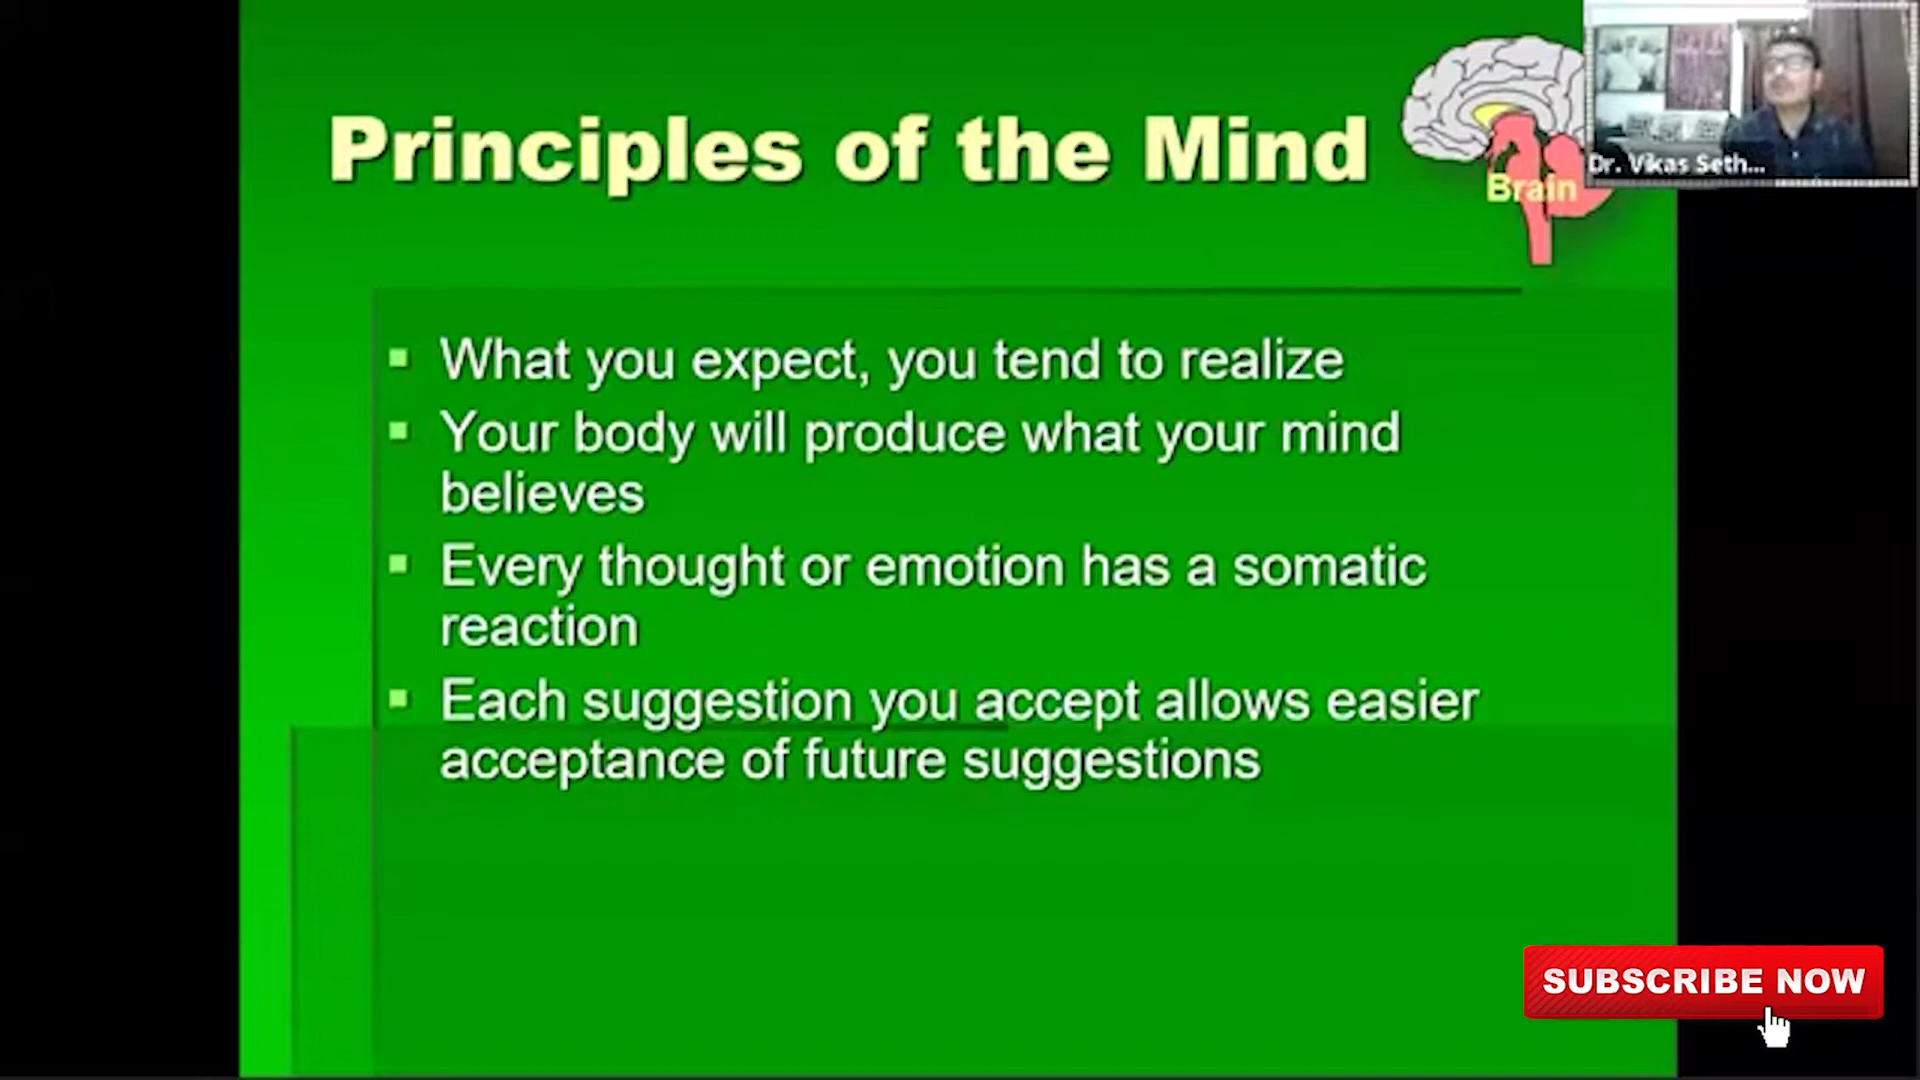 Principles of the Mind
Brain
Dr. Vikas Seth...
What you expect, you tend to realize
Your body will produce what your mind
believes
Every thought or emotion has a somatic
reaction
Each suggestion you accept allows easier
acceptance of future suggestions
SUBSCRIBE NOW